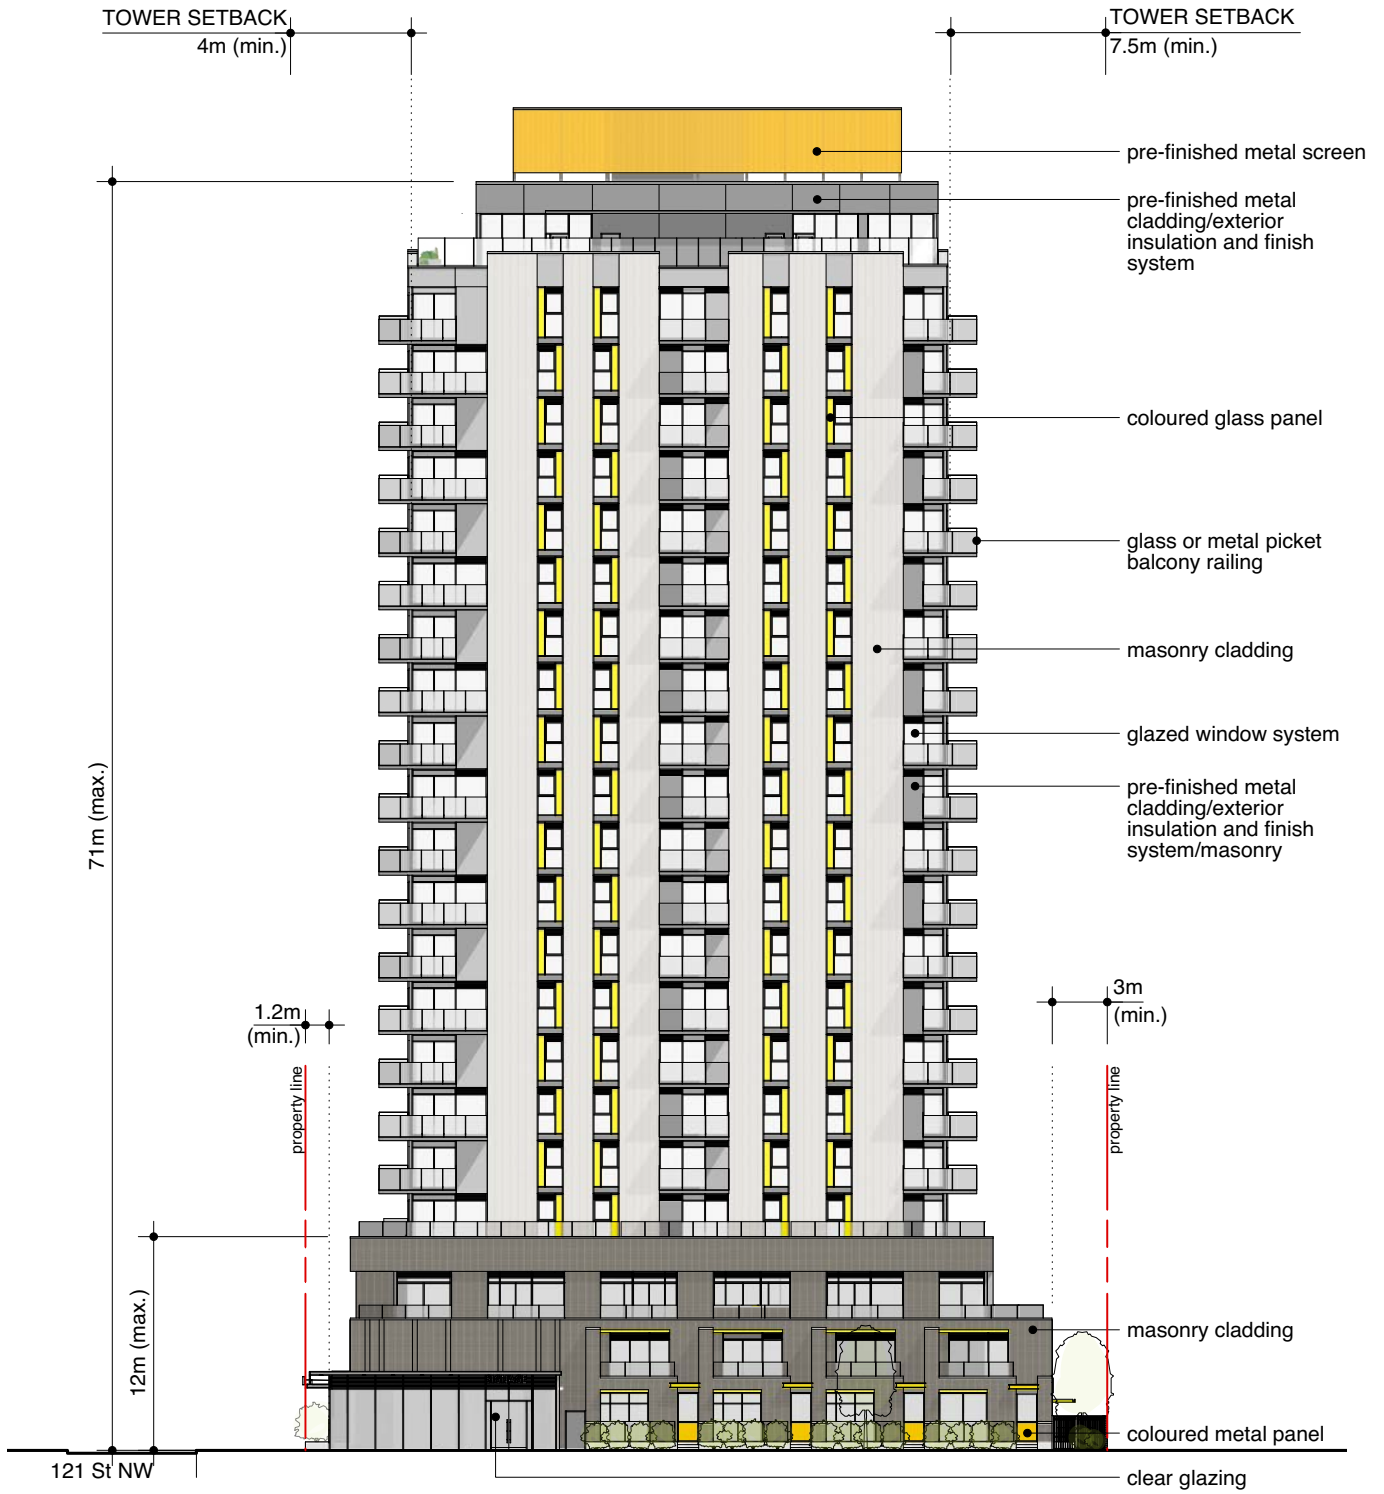 TOWER SETBACK
4m (min.)
TOWER SETBACK
7.5m (min.)
pre-finished metal screen
pre-finished metal
cladding/exterior
insulation and finish
system
coloured glass panel
glass or metal picket
balcony railing
masonry cladding
glazed window system
pre-finished metal
cladding/exterior
insulation and finish
system/masonry
71m (max.)
1.2m
(min.)
3m
(min.)
property line
property line
12m (max.)
masonry cladding
coloured metal panel
121 St NW
clear glazing